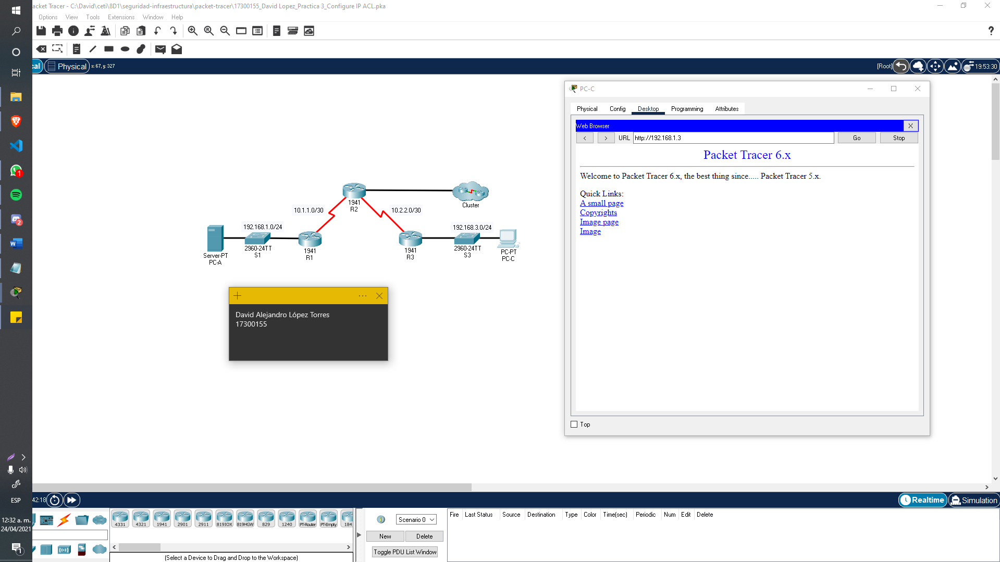 acket Tracer - C:\David\ceti\8D1\seguridad-infraestructura\packet-tracer\17300155_David Lopez_Practica 3_Configure IP ACL.pka
Options View Tools Extensions Window Help
?
cal Physical x: 67, y: 327 [Root] 19:53:30
PC-C
Physical Config Desktop Programming Attributes
Web Browser X
< > URL http://192.168.1.3 Go Stop
Packet Tracer 6.x
Welcome to Packet Tracer 6.x, the best thing since..... Packet Tracer 5.x.
Quick Links:
A small page
Copyrights
Image page
Image
Top
1941
R2
Cluster
10.1.1.0/30
10.2.2.0/30
192.168.1.0/24
192.168.3.0/24
Server-PT
PC-A
2960-24TT
S1
1941
R1
1941
R3
2960-24TT
S3
PC-PT
PC-C
David Alejandro López Torres
17300155
1
2
ESP
12:32 a. m.
24/04/2021
1
42:18
Realtime Simulation
4331 4321 1941 2901 2911 819IOX 819HGW 829 1240 PT-Router PT-Empty 184
(Select a Device to Drag and Drop to the Workspace)
Scenario 0
New Delete
Toggle PDU List Window
Fire Last Status Source Destination Type Color Time(sec) Periodic Num Edit Delete